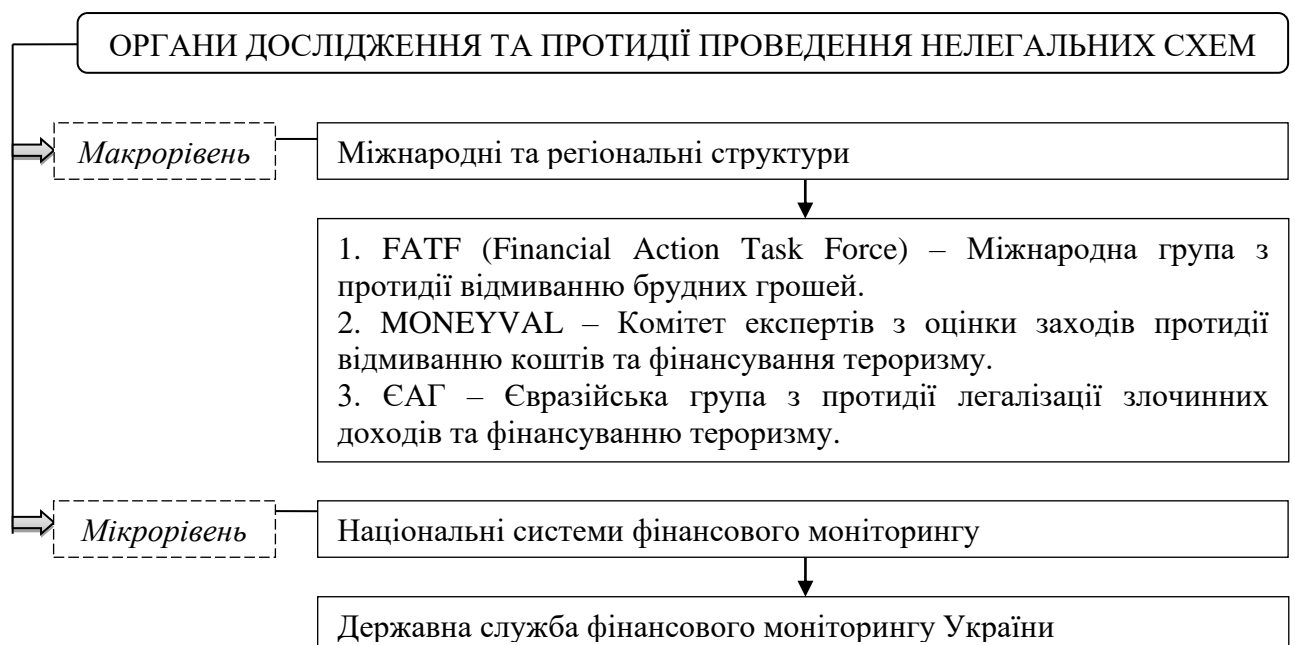 ОРГАНИ ДОСЛІДЖЕННЯ ТА ПРОТИДІЇ ПРОВЕДЕННЯ НЕЛЕГАЛЬНИХ СХЕМ
Макрорівень
Міжнародні та регіональні структури
1. FATF (Financial Action Task Force) – Міжнародна група з
протидії відмиванню брудних грошей.
2. MONEYVAL – Комітет експертів з оцінки заходів протидії
відмиванню коштів та фінансування тероризму.
3. ЄАГ – Євразійська група з протидії легалізації злочинних
доходів та фінансуванню тероризму.
Мікрорівень
Національні системи фінансового моніторингу
Державна служба фінансового моніторингу України